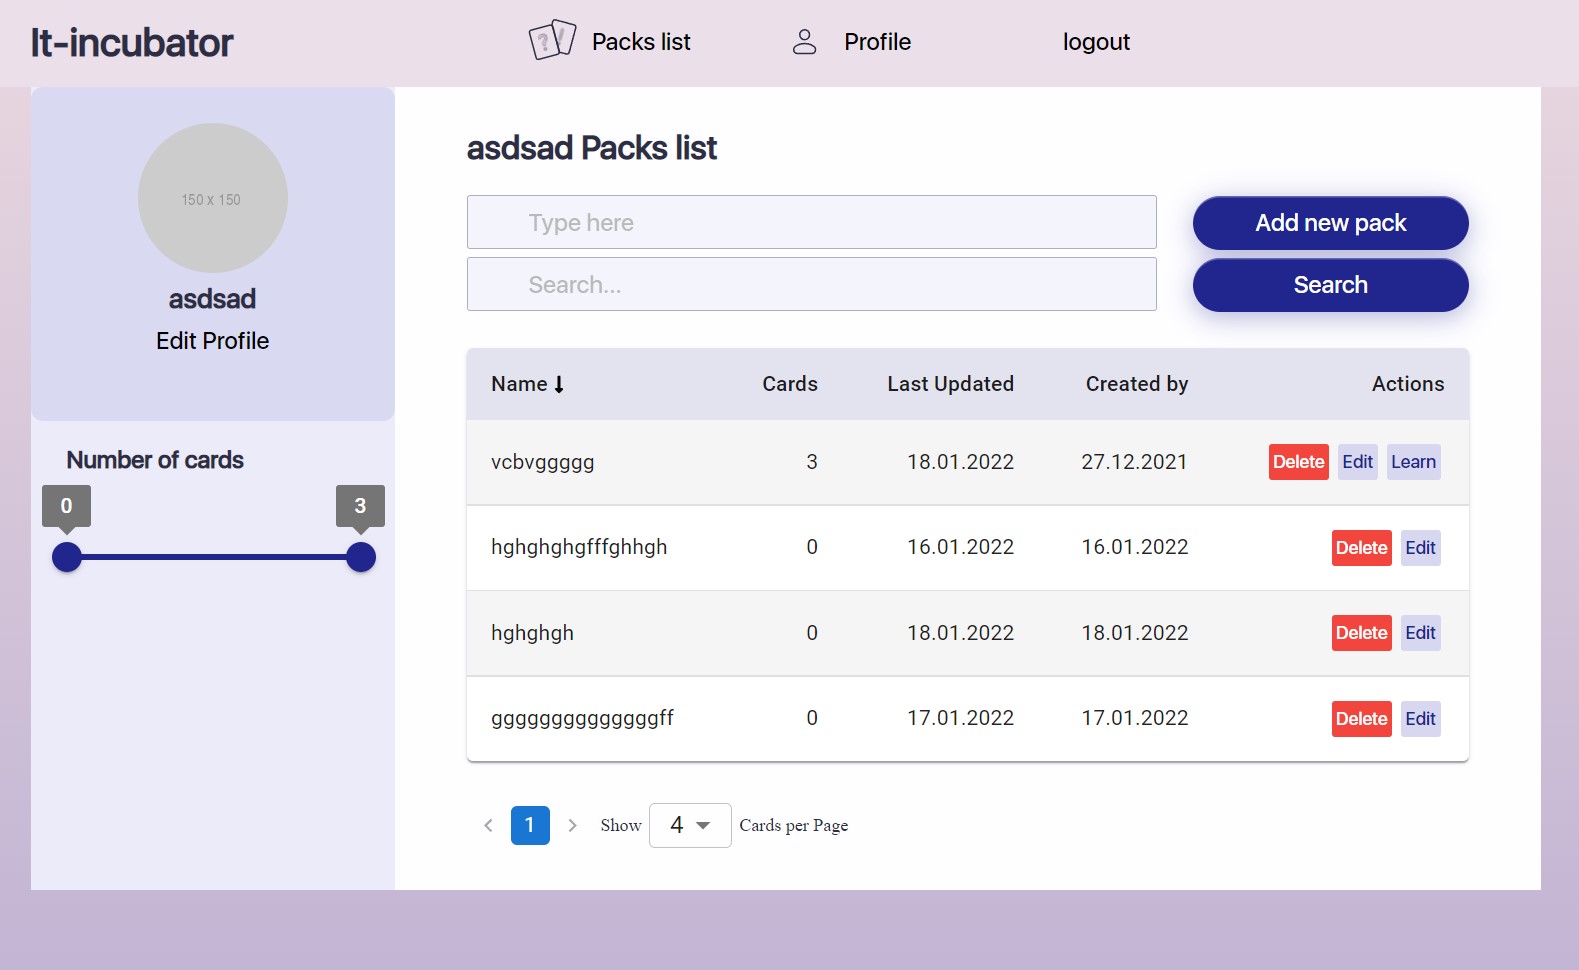 It-incubator
Packs list
Profile
logout
150 x 150
asdsad
Edit Profile
Number of cards
0
3
asdsad Packs list
Type here
Add new pack
Search...
Search
Name Cards Last Updated Created by Actions
vcbvggggg 3 18.01.2022 27.12.2021 Delete Edit Learn
hghghghgfffghhgh 0 16.01.2022 16.01.2022 Delete Edit
hghghgh 0 18.01.2022 18.01.2022 Delete Edit
ggggggggggggggff 0 17.01.2022 17.01.2022 Delete Edit
1 Show 4 Cards per Page